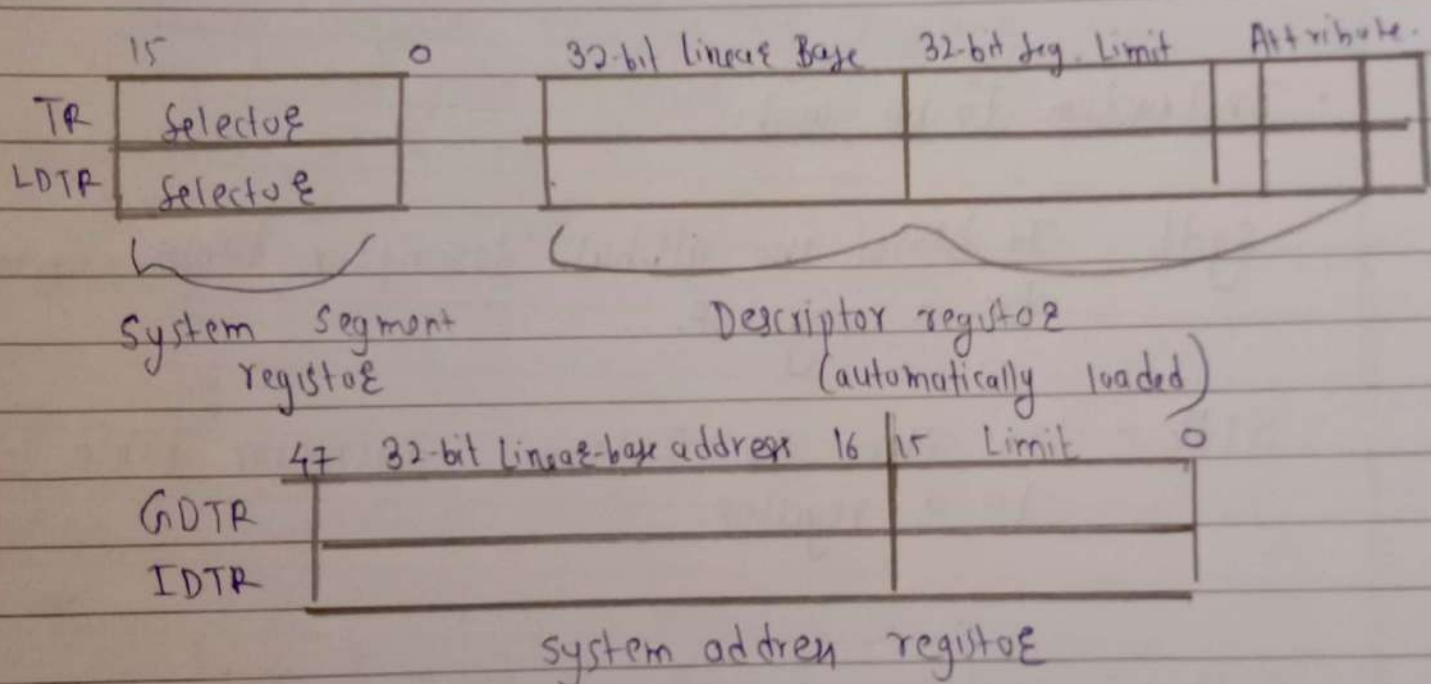 15 0 32-bit linear Base 32-bit seg. Limit Attribute.
TR Selector
LDTR Selector
System Segment Descriptor register
register (automatically loaded)
47 32-bit Linear-base address 16 15 Limit 0
GDTR
IDTR
system address register